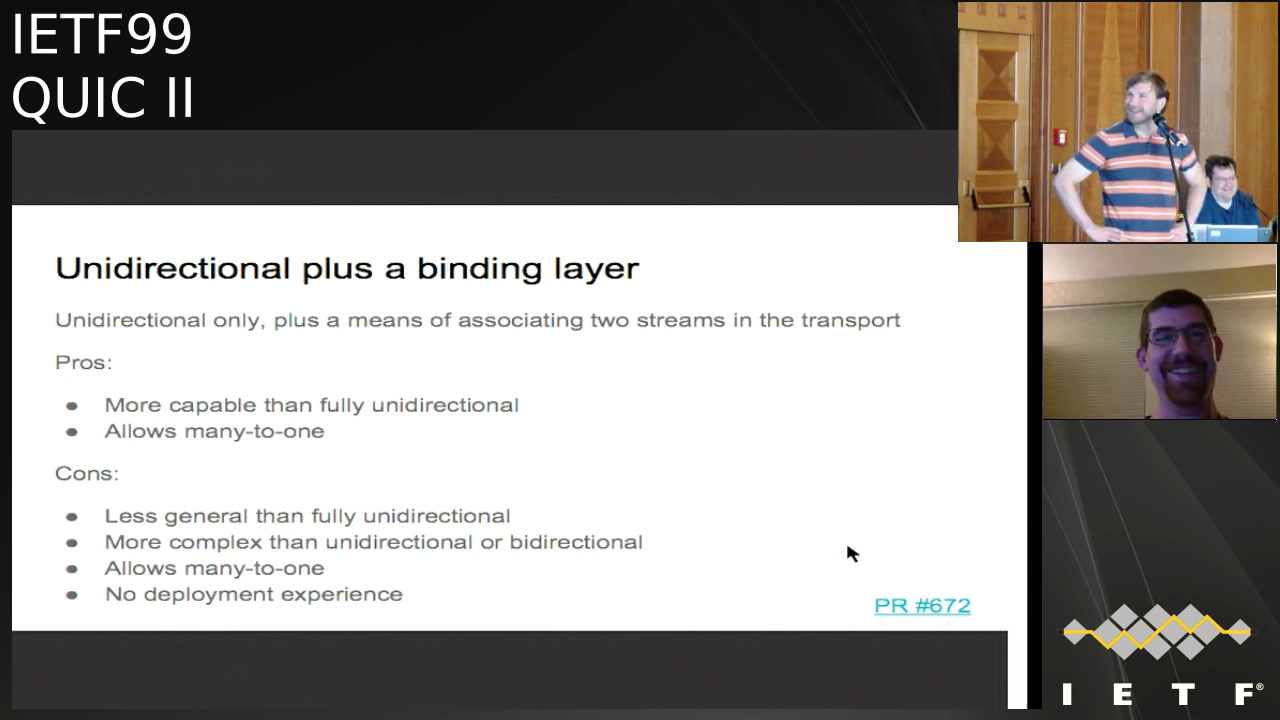 IETF99
QUIC II
Unidirectional plus a binding layer
Unidirectional only, plus a means of associating two streams in the transport
Pros:
● More capable than fully unidirectional
● Allows many-to-one
Cons:
● Less general than fully unidirectional
● More complex than unidirectional or bidirectional
● Allows many-to-one
● No deployment experience
PR #672
I E T F®